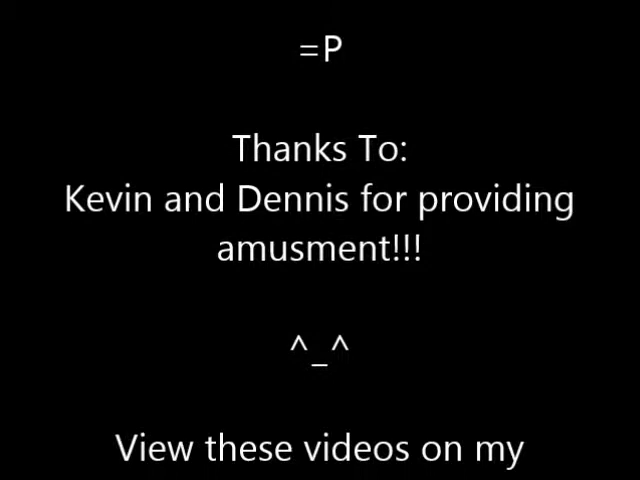 =P
Thanks To:
Kevin and Dennis for providing
amusment!!!
^_^
View these videos on my